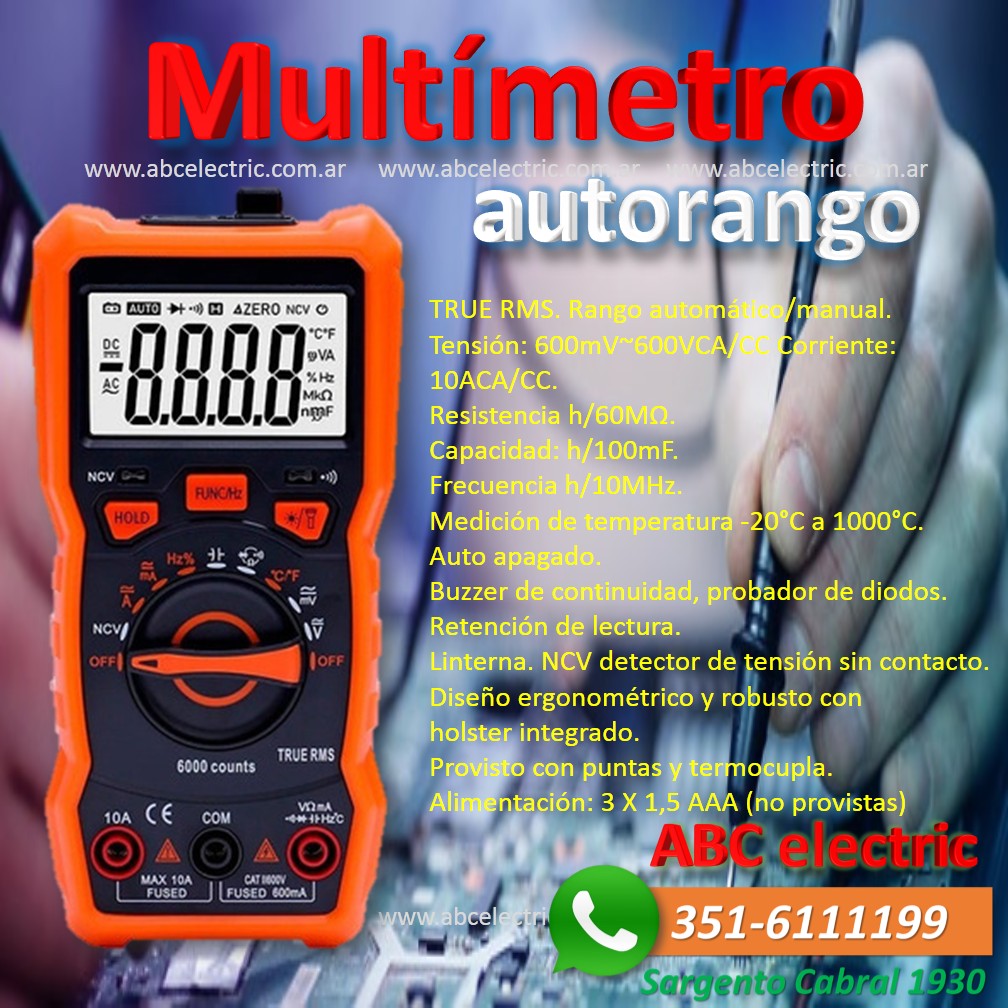 Multímetro
www.abcelectric.com.ar www.abcelectric.com.ar www.abcelectric.com.ar
autorango
TRUE RMS. Rango automático/manual.
Tensión: 600mV~600VCA/CC Corriente:
10ACA/CC.
Resistencia h/60MΩ.
Capacidad: h/100mF.
Frecuencia h/10MHz.
Medición de temperatura -20°C a 1000°C.
Auto apagado.
Buzzer de continuidad, probador de diodos.
Retención de lectura.
Linterna. NCV detector de tensión sin contacto.
Diseño ergonométrico y robusto con
holster integrado.
Provisto con puntas y termocupla.
Alimentación: 3 X 1,5 AAA (no provistas)
AUTO H ΔZERO NCV
DC
AC
8.8.8.8
°C°F
VA
% Hz
MkΩ
NCV
FUNC/Hz
HOLD
Hz%
mA
A
NCV
OFF
°C/°F
mV
V
OFF
6000 counts
TRUE RMS
10A CE COM VΩmA
Hz°C
MAX 10A
FUSED
CAT II600V
FUSED 600mA
ABC electric
www.abcelectri
351-6111199
Sargento Cabral 1930